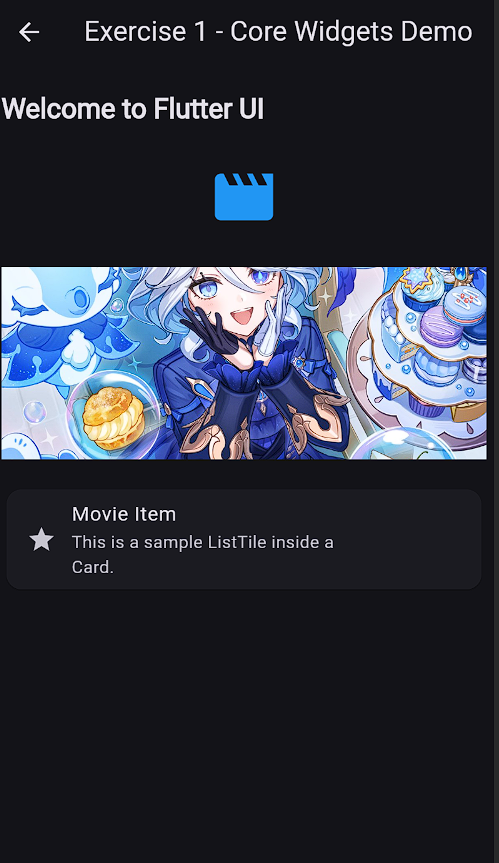 Exercise 1 - Core Widgets Demo
Welcome to Flutter UI
Movie Item
This is a sample ListTile inside a
Card.